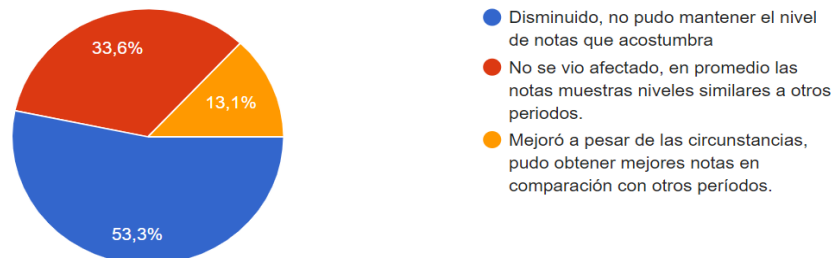 33,6%
13,1%
53,3%
Disminuido, no pudo mantener el nivel
de notas que acostumbra
No se vio afectado, en promedio las
notas muestras niveles similares a otros
periodos.
Mejoró a pesar de las circunstancias,
pudo obtener mejores notas en
comparación con otros períodos.